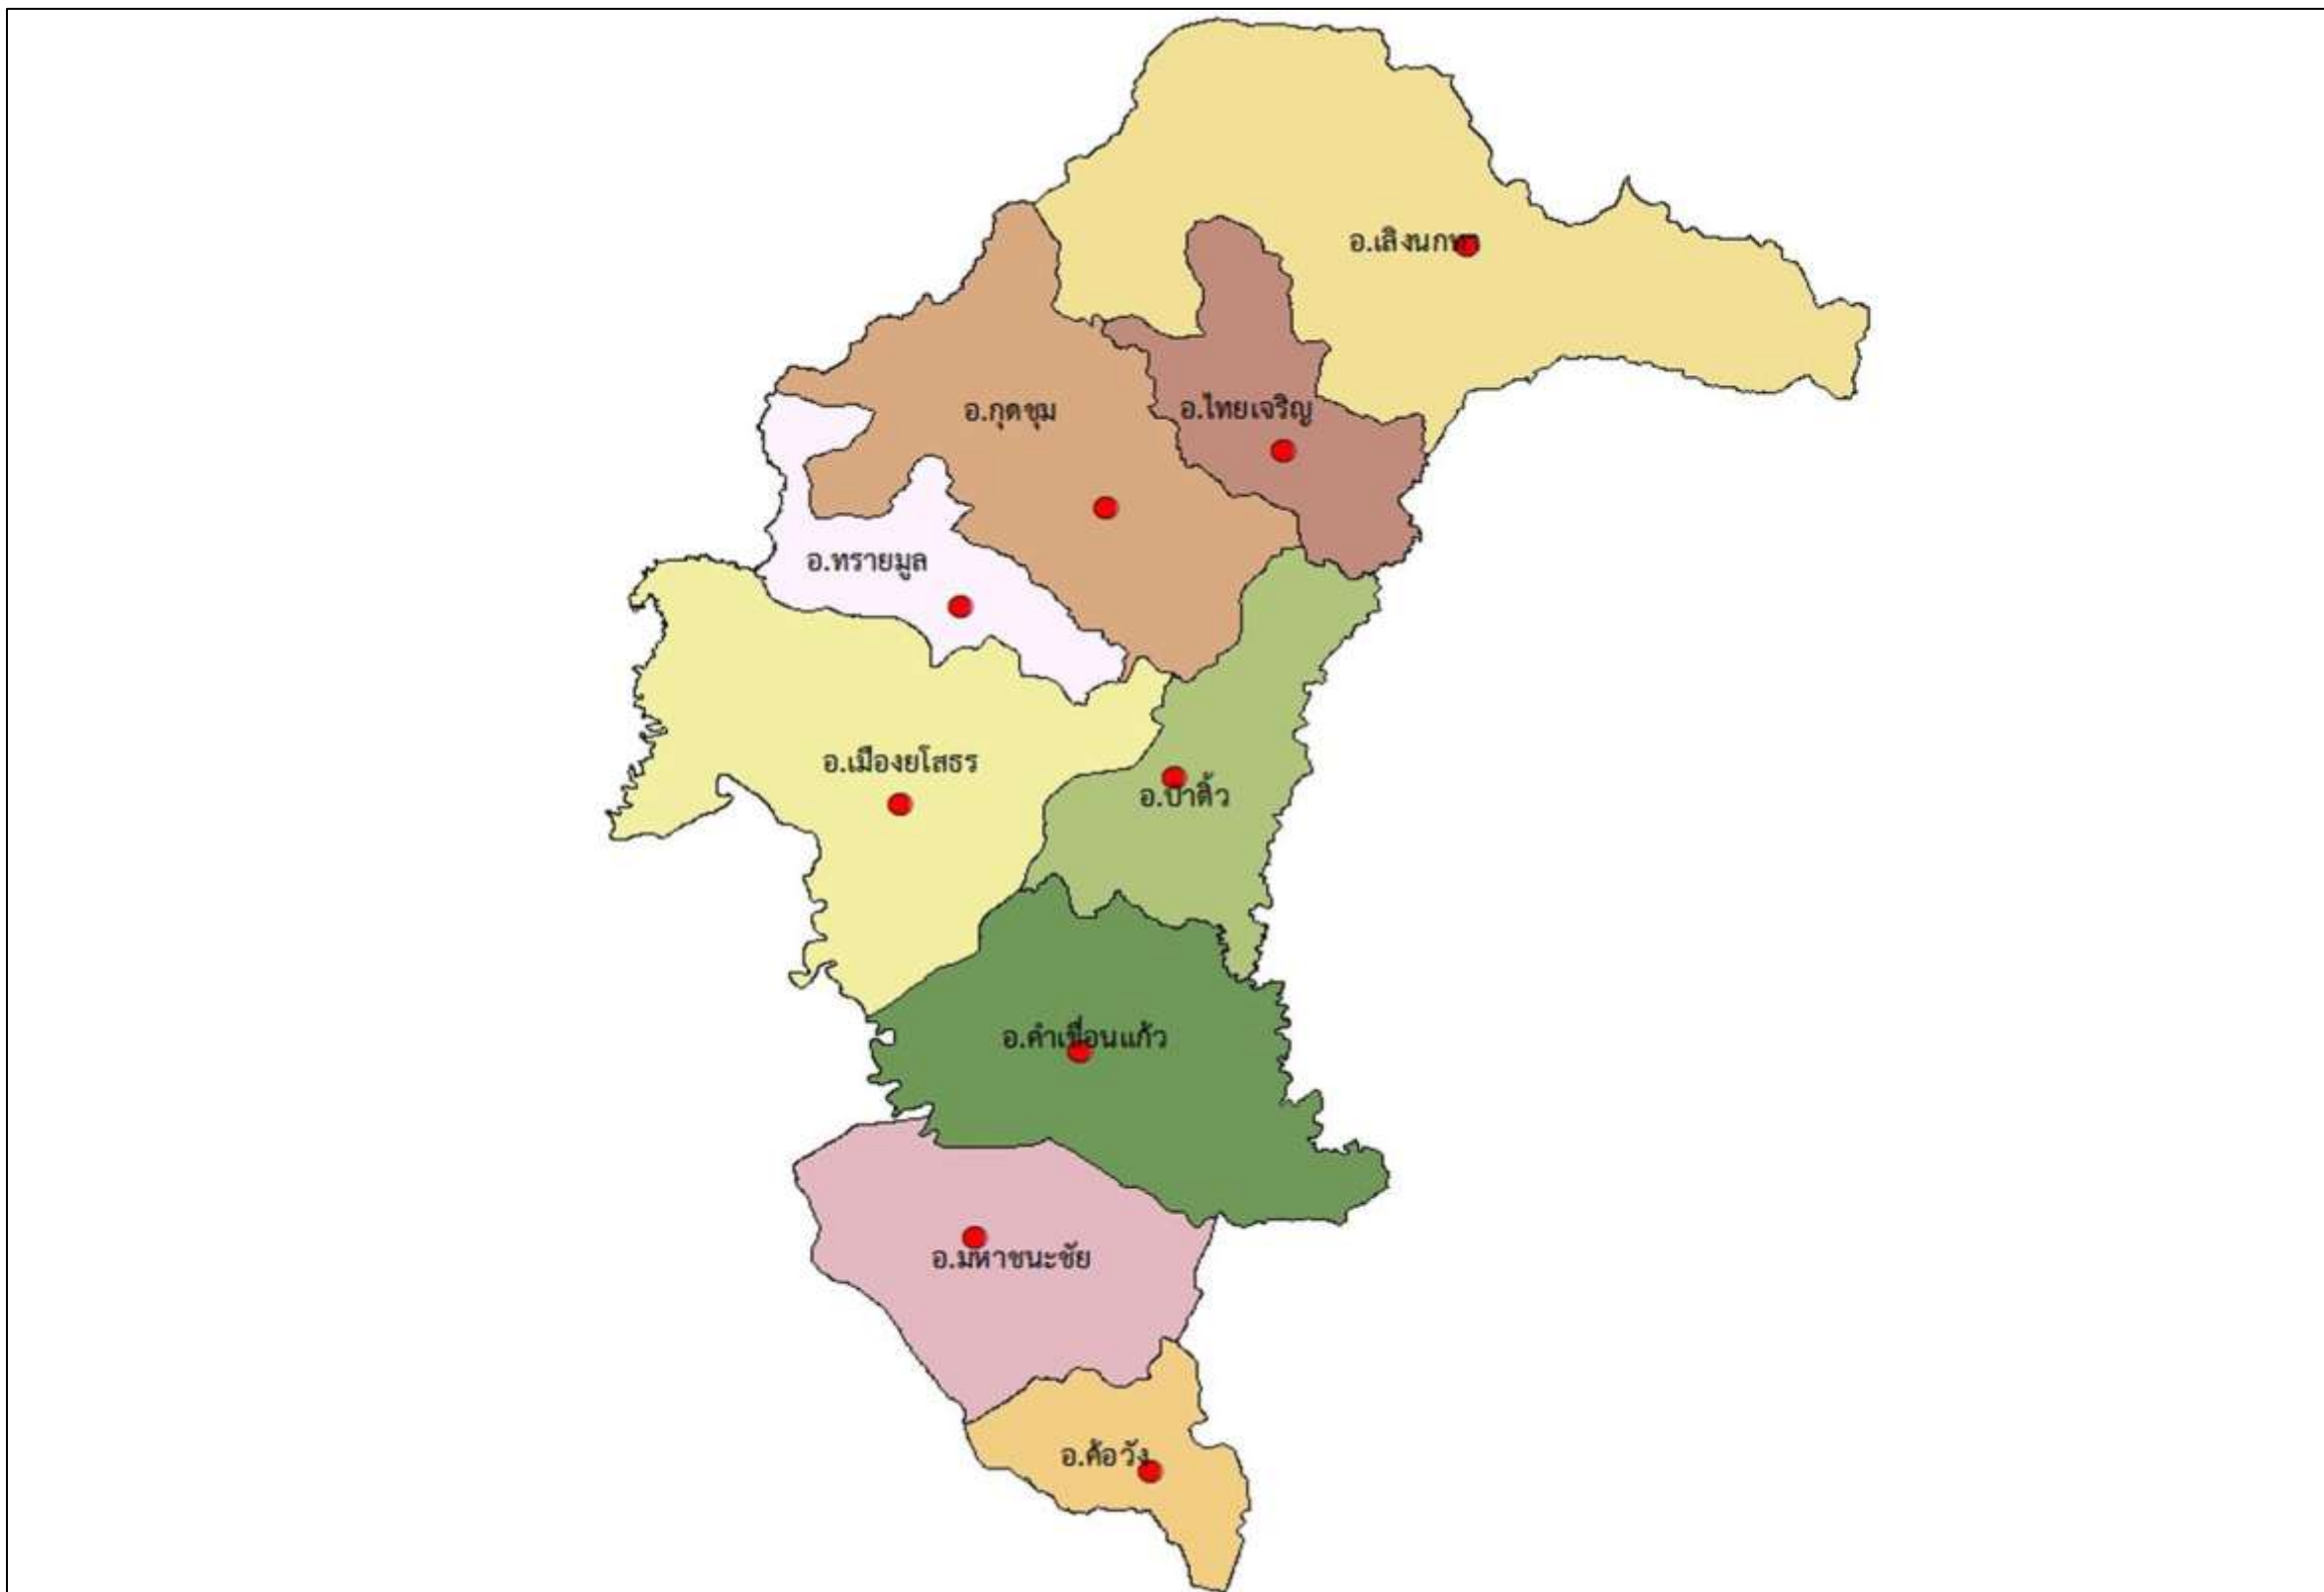 อ.เลิงนกทา
อ.ไทยเจริญ
อ.กุดชุม
อ.ทรายมูล
อ.เมืองยโสธร
อ.ป่าติ้ว
อ.คำเขื่อนแก้ว
อ.มหาชนะชัย
อ.ค้อวัง